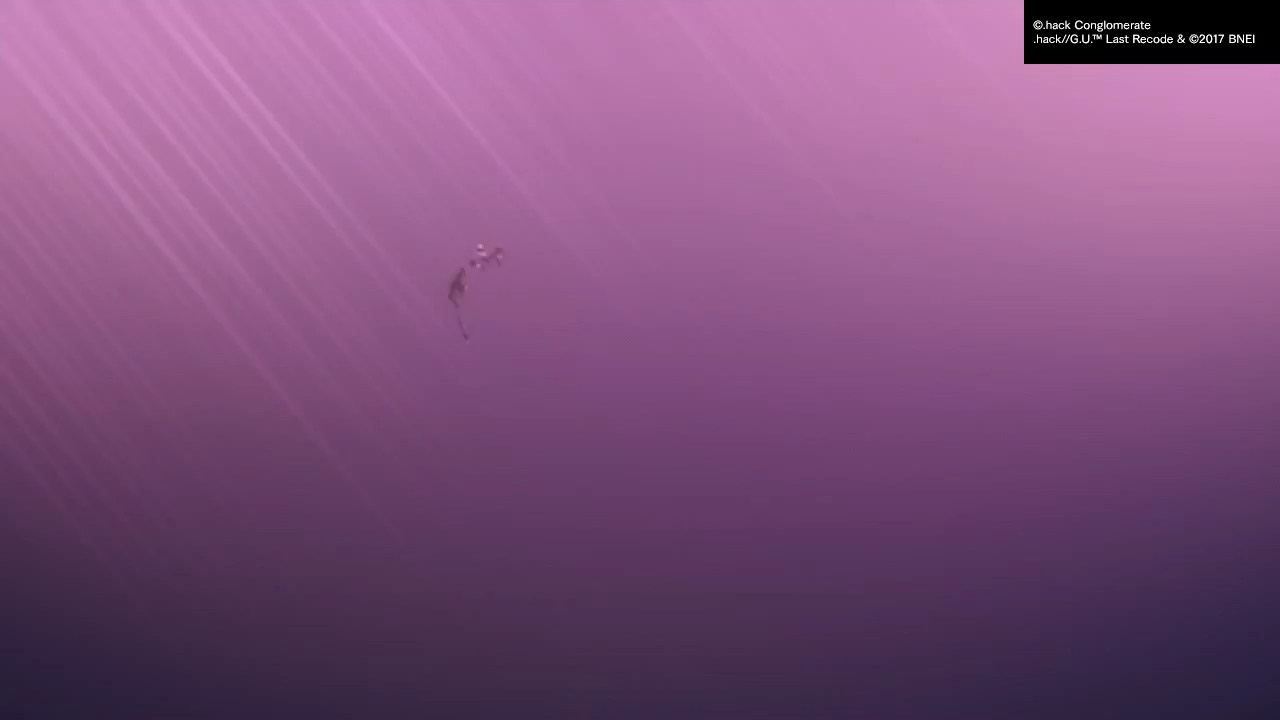 ©.hack Conglomerate
.hack//G.U.™ Last Recode & ©2017 BNEI